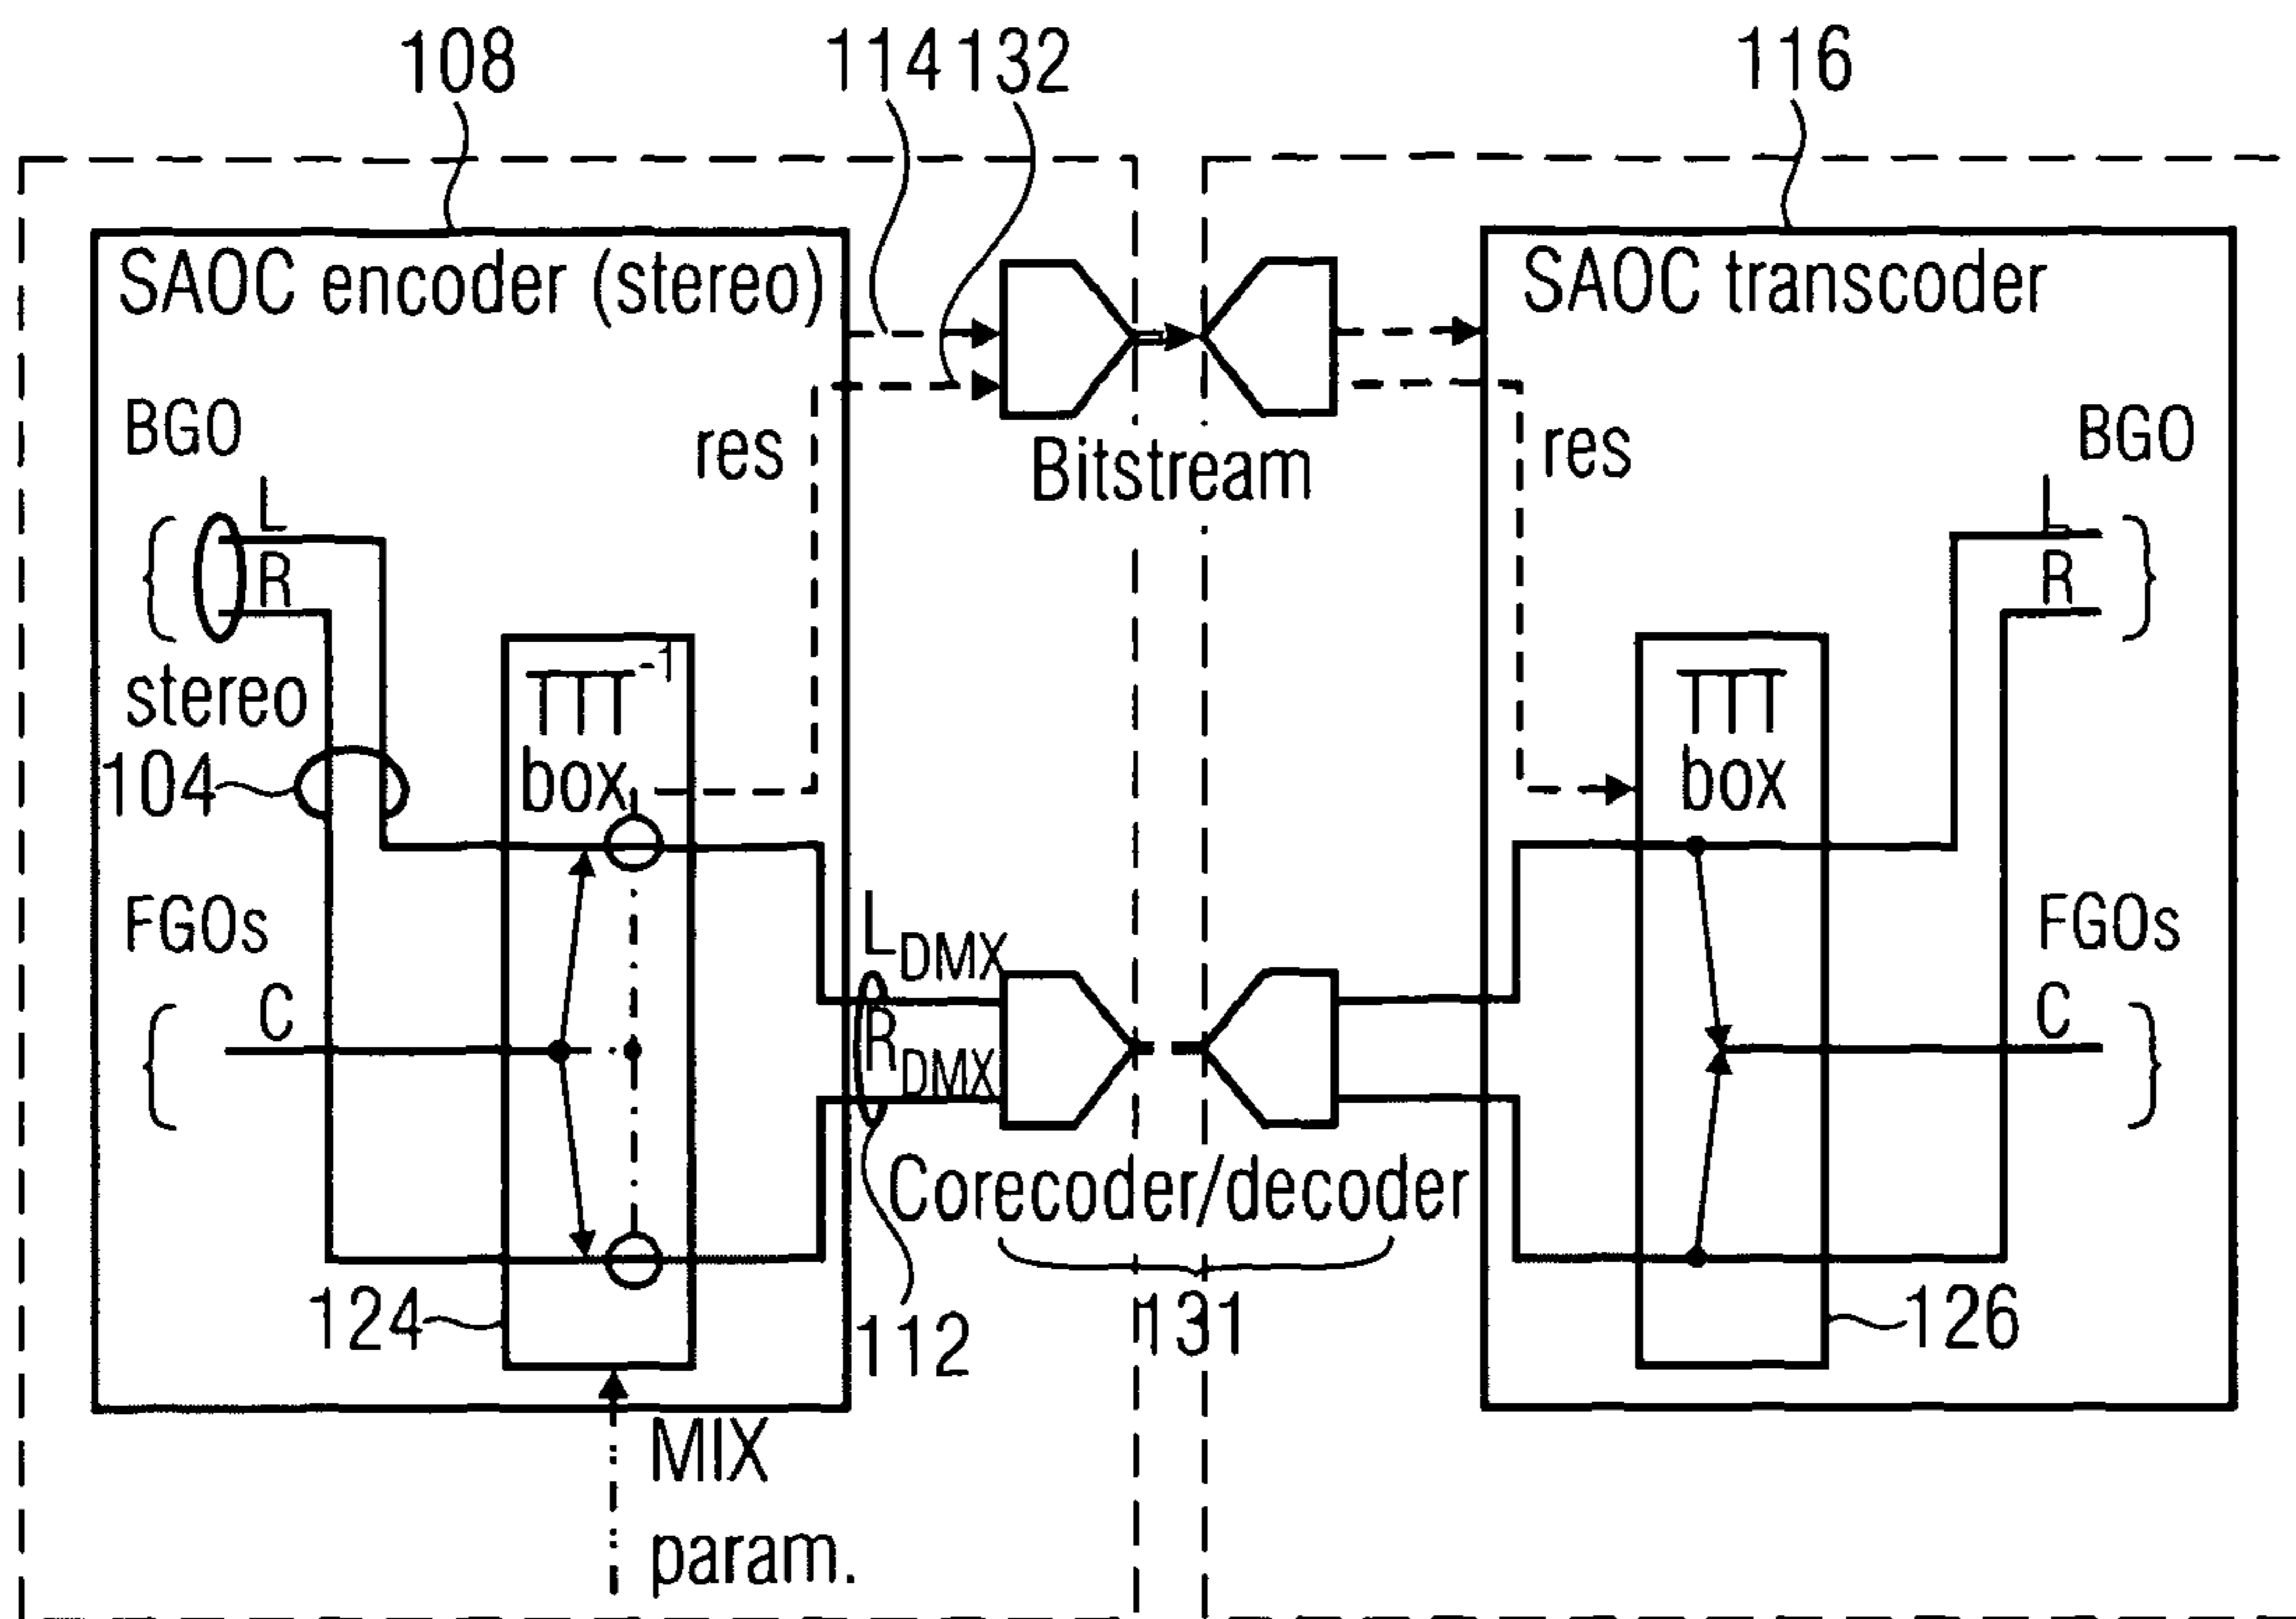 108
114
132
116
SAOC encoder (stereo)
SAOC transcoder
BGO
res
Bitstream
res
BGO
L
R
L
R
stereo
TTT-1
box
TTT
box
104
FGOs
LDMX
FGOs
C
RDMX
C
Corecoder/decoder
124
112
131
126
MIX
param.